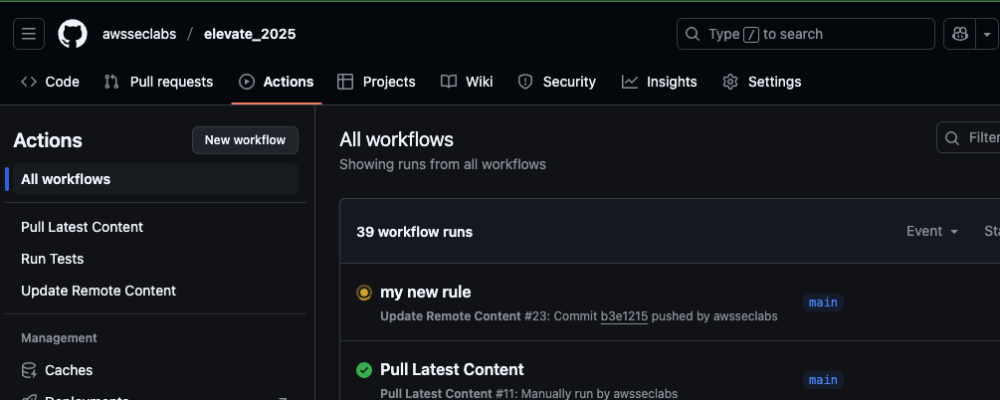 awsseclabs / elevate_2025
Type / to search
Code Pull requests Actions Projects Wiki Security Insights Settings
Actions New workflow
All workflows
Pull Latest Content
Run Tests
Update Remote Content
Management
Caches
All workflows
Showing runs from all workflows
Filter
39 workflow runs
Event
my new rule
Update Remote Content #23: Commit b3e1215 pushed by awsseclabs
main
Pull Latest Content
Pull Latest Content #11: Manually run by awsseclabs
main